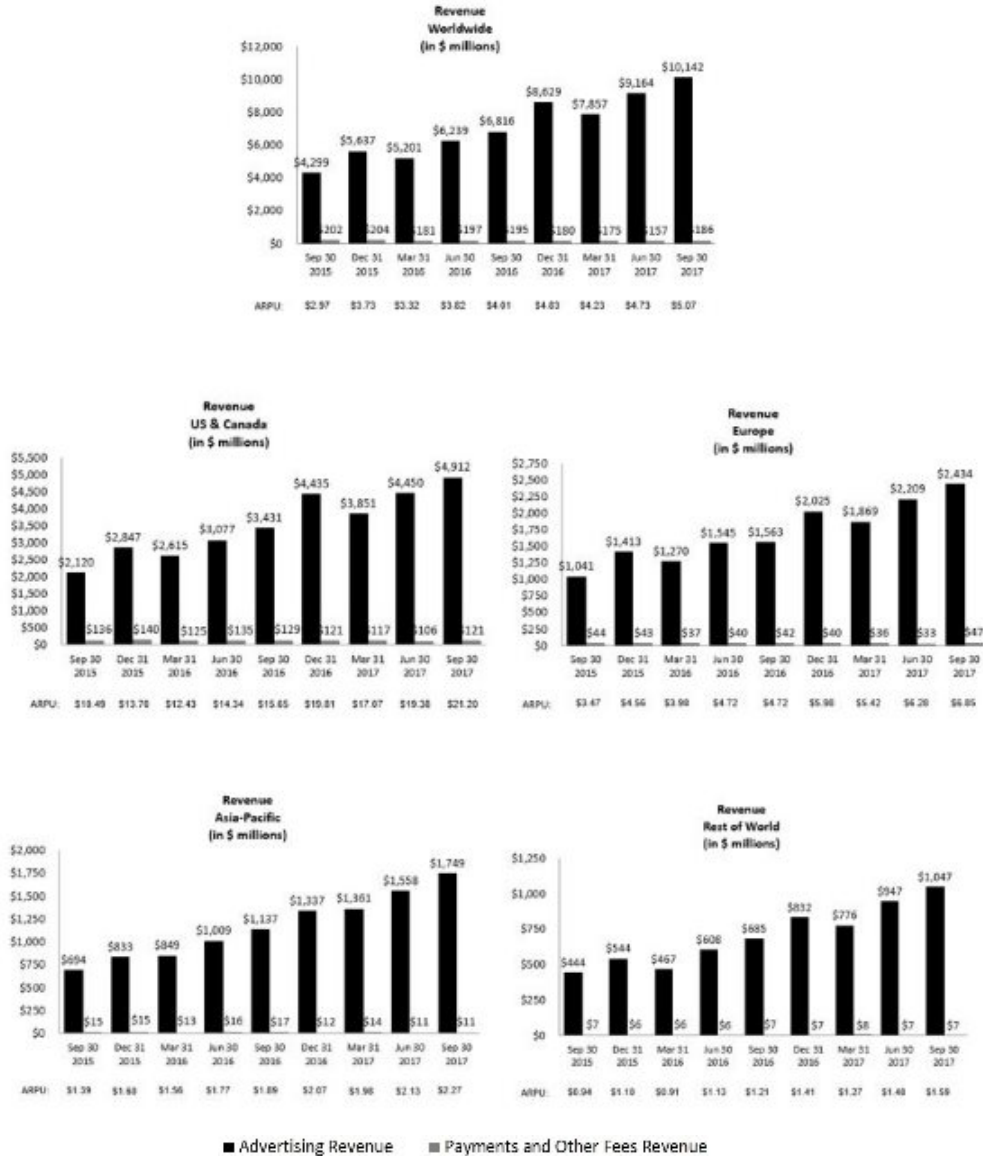 Revenue
Worldwide
(in $ millions)
$12,000
$10,000
$8,000
$6,000
$4,000
$2,000
$0
$4,299 $5,637 $5,201 $6,239 $6,816 $8,629 $7,857 $9,164 $10,142
$202 $204 $181 $197 $195 $180 $175 $157 $186
Sep 30 Dec 31 Mar 31 Jun 30 Sep 30 Dec 31 Mar 31 Jun 30 Sep 30
2015 2015 2016 2016 2016 2016 2017 2017 2017
ARPU: $2.97 $3.73 $3.32 $3.82 $4.01 $4.83 $4.23 $4.73 $5.07
Revenue
US & Canada
(in $ millions)
$5,500
$5,000
$4,500
$4,000
$3,500
$3,000
$2,500
$2,000
$1,500
$1,000
$500
$0
$2,120 $2,847 $2,615 $3,077 $3,431 $4,435 $3,851 $4,450 $4,912
$136 $140 $125 $135 $129 $121 $117 $106 $121
Sep 30 Dec 31 Mar 31 Jun 30 Sep 30 Dec 31 Mar 31 Jun 30 Sep 30
2015 2015 2016 2016 2016 2016 2017 2017 2017
ARPU: $10.49 $13.70 $12.43 $14.34 $15.65 $19.81 $17.07 $19.38 $21.20
Revenue
Europe
(in $ millions)
$2,750
$2,500
$2,250
$2,000
$1,750
$1,500
$1,250
$1,000
$750
$500
$250
$0
$1,041 $1,413 $1,270 $1,545 $1,563 $2,025 $1,869 $2,209 $2,434
$44 $43 $37 $40 $42 $40 $36 $33 $47
Sep 30 Dec 31 Mar 31 Jun 30 Sep 30 Dec 31 Mar 31 Jun 30 Sep 30
2015 2015 2016 2016 2016 2016 2017 2017 2017
ARPU: $3.47 $4.56 $3.98 $4.72 $4.72 $5.98 $5.42 $6.28 $6.85
Revenue
Asia-Pacific
(in $ millions)
$2,000
$1,750
$1,500
$1,250
$1,000
$750
$500
$250
$0
$694 $833 $849 $1,009 $1,137 $1,337 $1,361 $1,558 $1,749
$15 $15 $13 $16 $17 $12 $14 $11 $11
Sep 30 Dec 31 Mar 31 Jun 30 Sep 30 Dec 31 Mar 31 Jun 30 Sep 30
2015 2015 2016 2016 2016 2016 2017 2017 2017
ARPU: $1.39 $1.60 $1.56 $1.77 $1.89 $2.07 $1.98 $2.13 $2.27
Revenue
Rest of World
(in $ millions)
$1,250
$1,000
$750
$500
$250
$0
$444 $544 $467 $608 $685 $832 $776 $947 $1,047
$7 $6 $6 $6 $7 $7 $8 $7 $7
Sep 30 Dec 31 Mar 31 Jun 30 Sep 30 Dec 31 Mar 31 Jun 30 Sep 30
2015 2015 2016 2016 2016 2016 2017 2017 2017
ARPU: $0.94 $1.10 $0.91 $1.13 $1.21 $1.41 $1.27 $1.48 $1.59
Advertising Revenue Payments and Other Fees Revenue